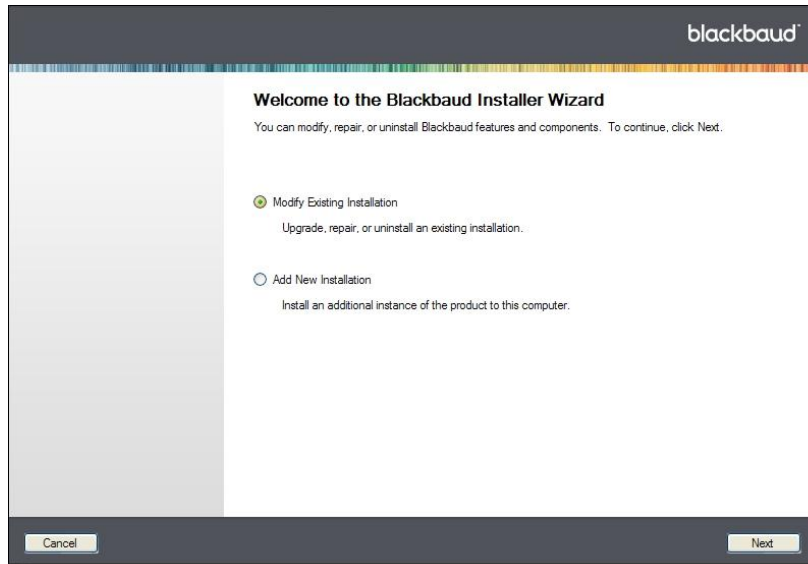 blackbaud
Welcome to the Blackbaud Installer Wizard
You can modify, repair, or uninstall Blackbaud features and components. To continue, click Next.
Modify Existing Installation
Upgrade, repair, or uninstall an existing installation.
Add New Installation
Install an additional instance of the product to this computer.
Cancel
Next